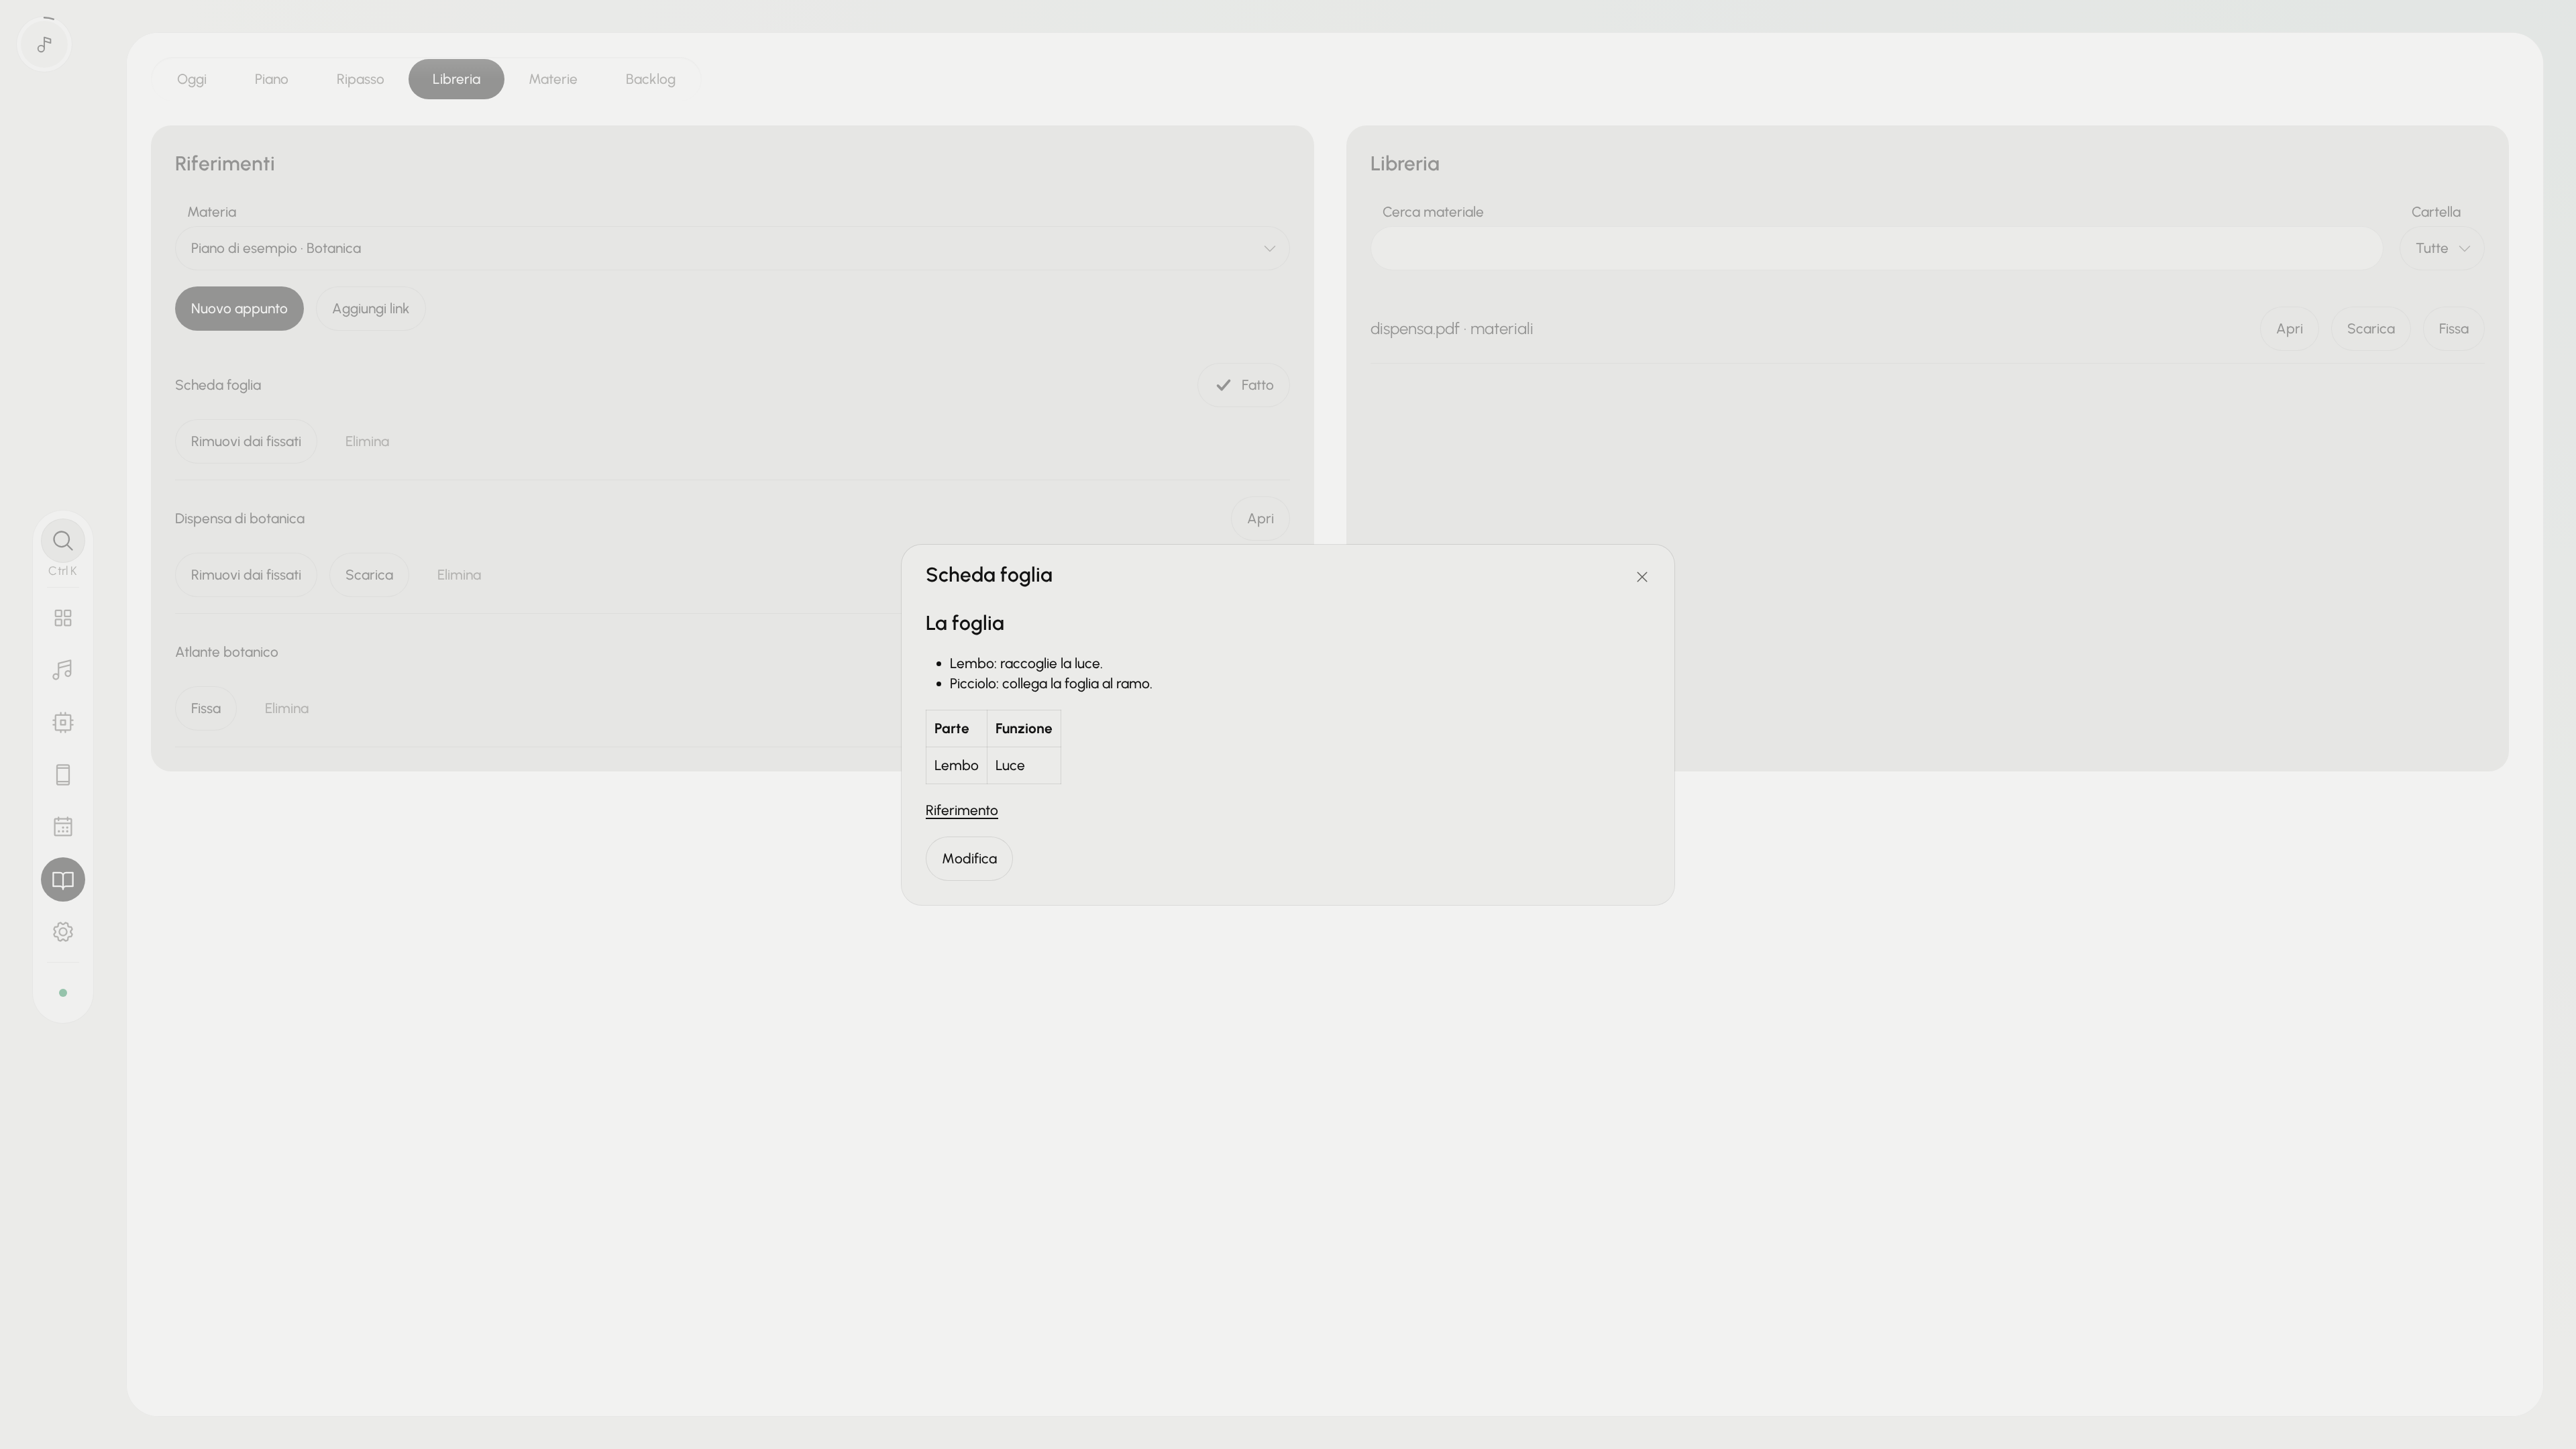 Oggi Piano Ripasso Libreria Materie Backlog
Riferimenti
Materia
Piano di esempio · Botanica
Nuovo appunto Aggiungi link
Scheda foglia Fatto
Rimuovi dai fissati Elimina
Dispensa di botanica Apri
Rimuovi dai fissati Scarica Elimina
Atlante botanico
Fissa Elimina
Libreria
Cerca materiale Cartella
Tutte
dispensa.pdf · materiali Apri Scarica Fissa
Ctrl K
Scheda foglia
La foglia
Lembo: raccoglie la luce.
Picciolo: collega la foglia al ramo.
Parte Funzione
Lembo Luce
Riferimento
Modifica